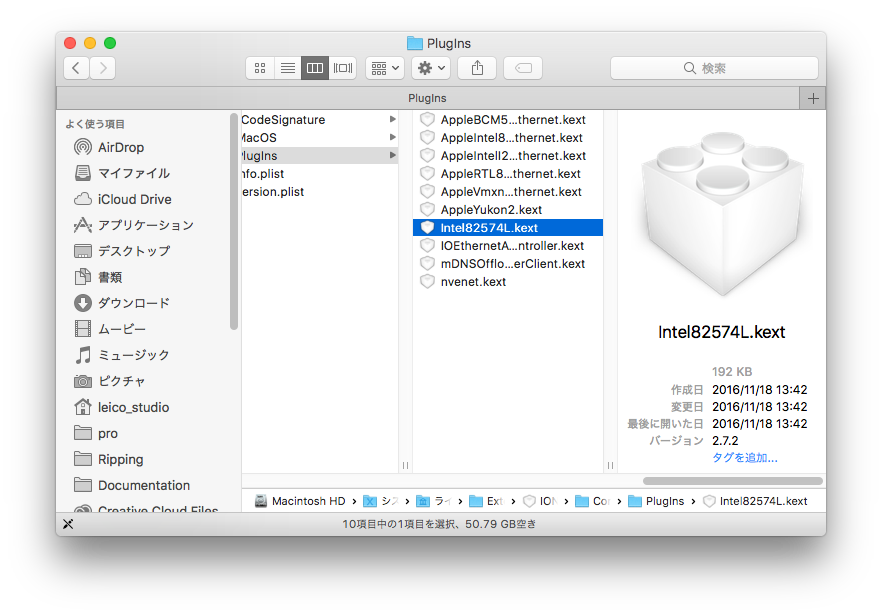 PlugIns
検索
PlugIns
よく使う項目
AirDrop
マイファイル
iCloud Drive
アプリケーション
デスクトップ
書類
ダウンロード
ムービー
ミュージック
ピクチャ
leico_studio
pro
Ripping
Documentation
Creative Cloud Files
CodeSignature
MacOS
PlugIns
nfo.plist
ersion.plist
AppleBCM5...thernet.kext
AppleIntel8...thernet.kext
AppleIntelI2...thernet.kext
AppleRTL8...thernet.kext
AppleVmxn...thernet.kext
AppleYukon2.kext
Intel82574L.kext
IOEthernetA...ntroller.kext
mDNSOfflo...erClient.kext
nvenet.kext
Intel82574L.kext
192 KB
作成日 2016/11/18 13:42
変更日 2016/11/18 13:42
最後に開いた日 2016/11/18 13:42
バージョン 2.7.2
タグを追加...
Macintosh HD › シス › ライ › Ext › ION › Cor › PlugIns › Intel82574L.kext
10項目中の1項目を選択、50.79 GB空き